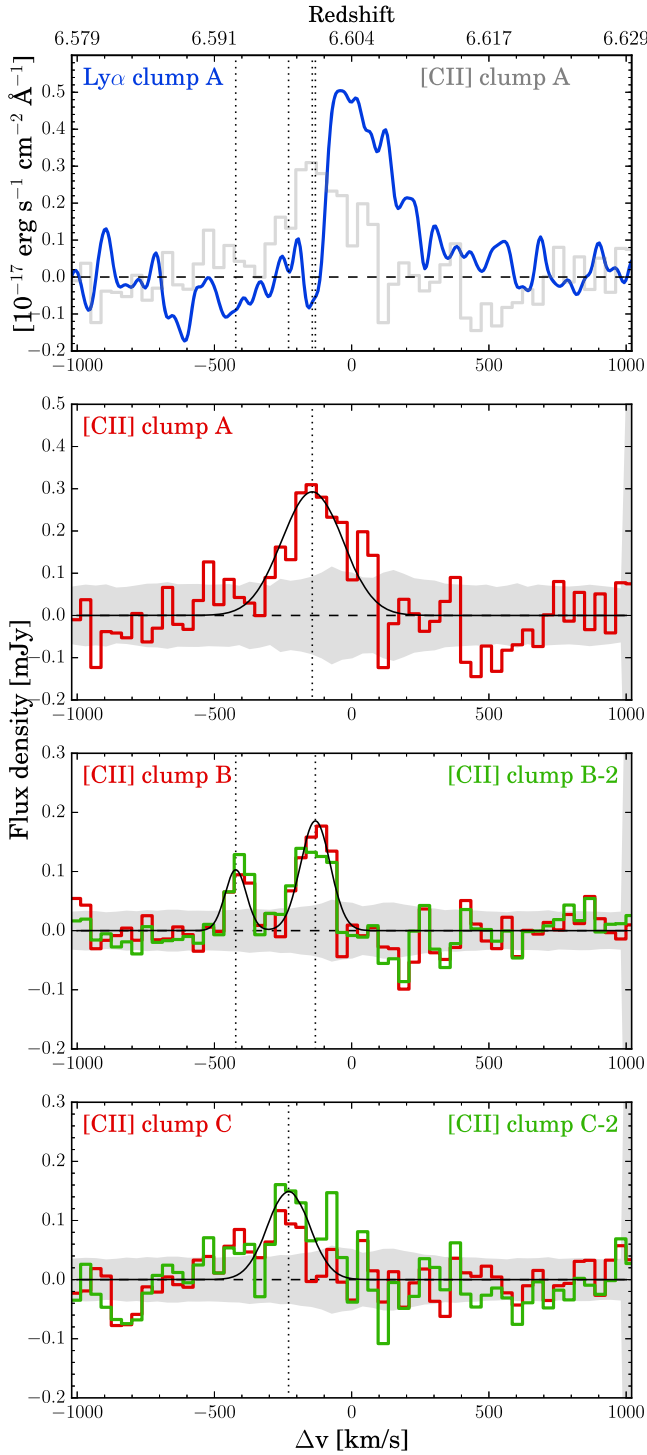 Redshift
6.579 6.591 6.604 6.617 6.629
Lyα clump A [CII] clump A
[10⁻¹⁷ erg s⁻¹ cm⁻² Å⁻¹]
0.5
0.4
0.3
0.2
0.1
0.0
−0.1
−0.2
−1000 −500 0 500 1000
[CII] clump A
0.5
0.4
0.3
0.2
0.1
0.0
−0.1
−0.2
−1000 −500 0 500 1000
Flux density [mJy]
[CII] clump B [CII] clump B-2
0.3
0.2
0.1
0.0
−0.1
−0.2
−1000 −500 0 500 1000
[CII] clump C [CII] clump C-2
0.3
0.2
0.1
0.0
−0.1
−0.2
−1000 −500 0 500 1000
Δv [km/s]